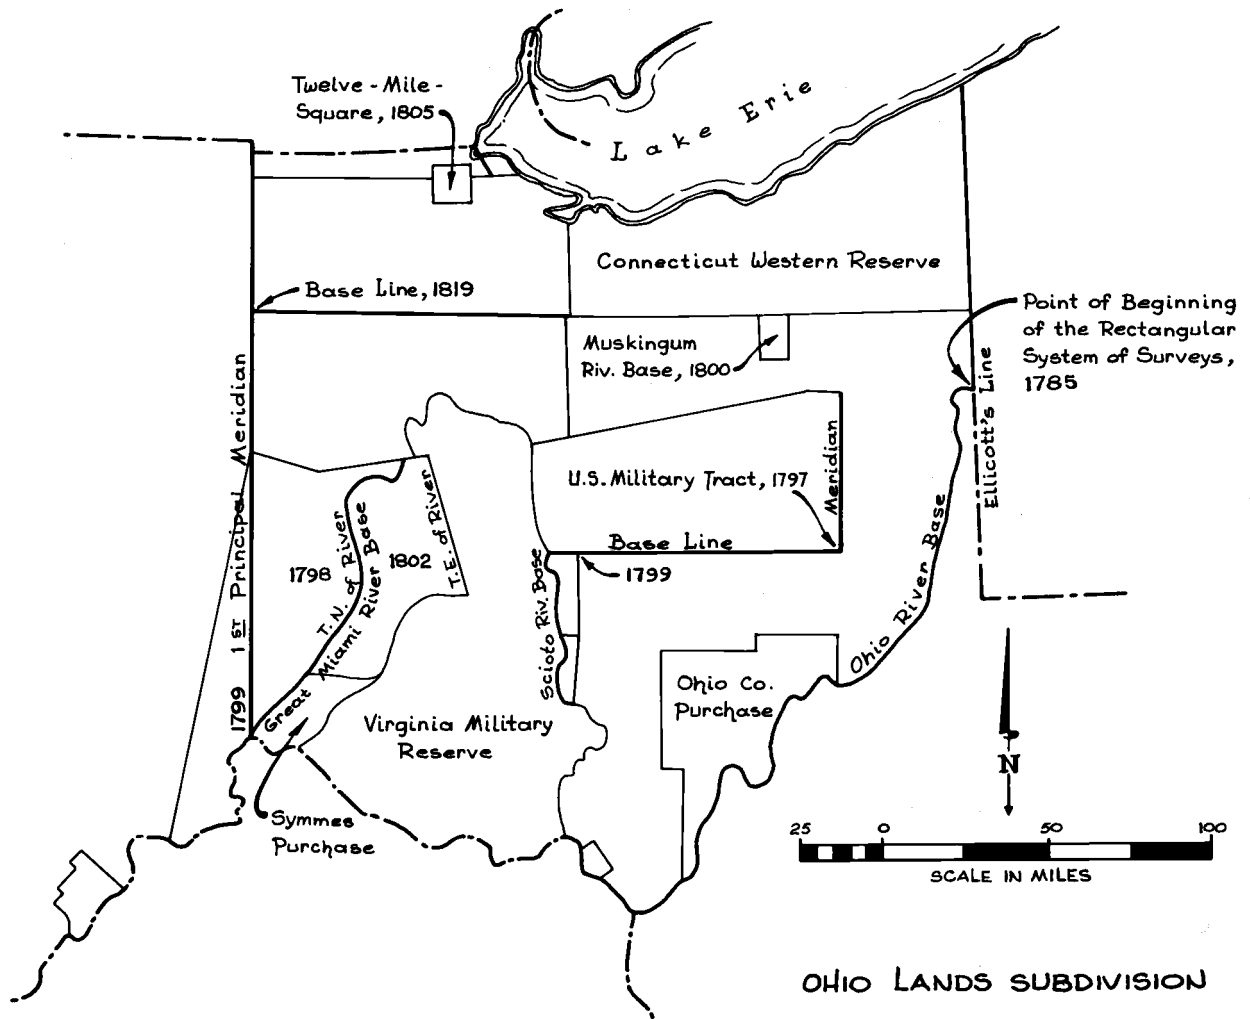 Twelve-Mile-
Square, 1805
Lake Erie
Connecticut Western Reserve
Base Line, 1819
Point of Beginning
of the Rectangular
System of Surveys,
1785
Muskingum
Riv. Base, 1800
Ellicott's Line
1799 1ST Principal Meridian
U.S. Military Tract, 1797
Meridian
Base Line
1799
1798
T.N. of River
Great Miami River Base
1802
T.E. of River
Scioto Riv. Base
Ohio River Base
Ohio Co.
Purchase
Virginia Military
Reserve
Symmes
Purchase
N
25 0 50 100
SCALE IN MILES
OHIO LANDS SUBDIVISION